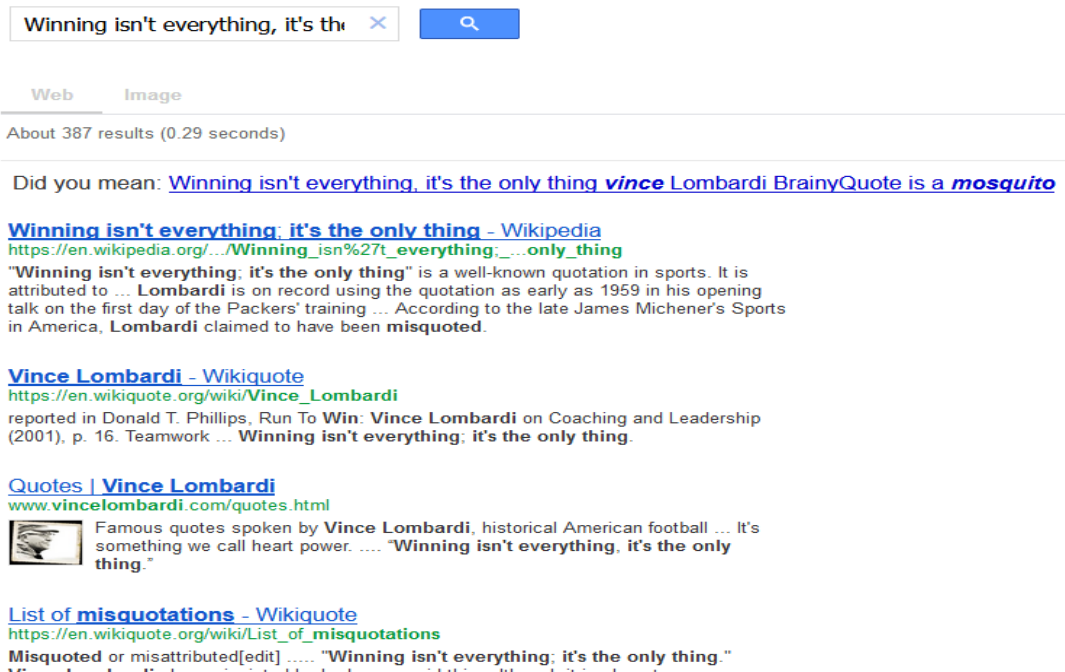 Winning isn't everything, it's the
Web Image
About 387 results (0.29 seconds)
Did you mean: Winning isn't everything, it's the only thing vince Lombardi BrainyQuote is a mosquito
Winning isn't everything; it's the only thing - Wikipedia
https://en.wikipedia.org/.../Winning_isn%27t_everything;_...only_thing
"Winning isn't everything; it's the only thing" is a well-known quotation in sports. It is
attributed to ... Lombardi is on record using the quotation as early as 1959 in his opening
talk on the first day of the Packers' training ... According to the late James Michener's Sports
in America, Lombardi claimed to have been misquoted.
Vince Lombardi - Wikiquote
https://en.wikiquote.org/wiki/Vince_Lombardi
reported in Donald T. Phillips, Run To Win: Vince Lombardi on Coaching and Leadership
(2001), p. 16. Teamwork ... Winning isn't everything; it's the only thing.
Quotes | Vince Lombardi
www.vincelombardi.com/quotes.html
Famous quotes spoken by Vince Lombardi, historical American football ... It's
something we call heart power. .... “Winning isn't everything, it's the only
thing.”
List of misquotations - Wikiquote
https://en.wikiquote.org/wiki/List_of_misquotations
Misquoted or misattributed[edit] ..... "Winning isn't everything; it's the only thing."